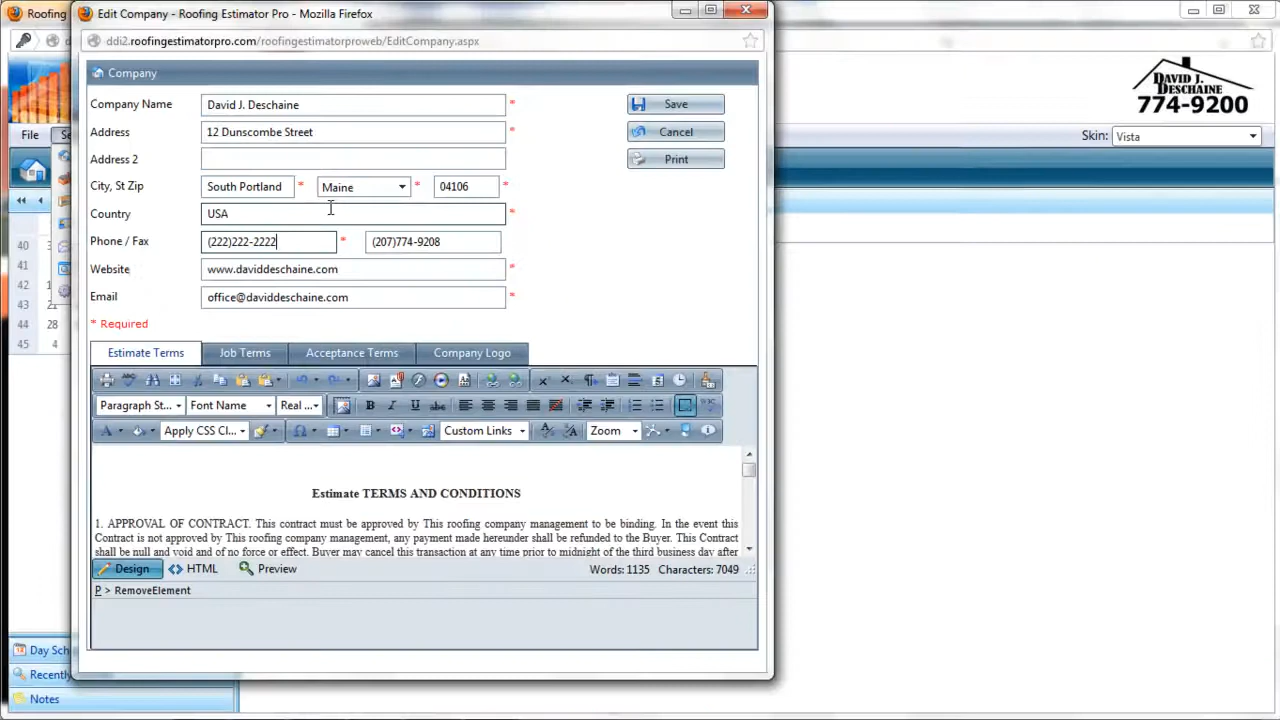 Roofing
Edit Company - Roofing Estimator Pro - Mozilla Firefox
ddi2.roofingestimatorpro.com/roofingestimatorproweb/EditCompany.aspx
DAVID J.
DESCHAINE
774-9200
File
Se
Skin: Vista
Company
Company Name David J. Deschaine * Save
Address 12 Dunscombe Street * Cancel
Address 2 Print
City, St Zip South Portland * Maine * 04106 *
Country USA *
Phone / Fax (222)222-2222 * (207)774-9208
Website www.daviddeschaine.com *
Email office@daviddeschaine.com *
* Required
40
41
42 1
43 21
44 28
45 4
Estimate Terms Job Terms Acceptance Terms Company Logo
Paragraph St... Font Name Real ... B I U abc
Apply CSS Cl... Custom Links Zoom
Estimate TERMS AND CONDITIONS
1. APPROVAL OF CONTRACT. This contract must be approved by This roofing company management to be binding. In the event this
Contract is not approved by This roofing company management, any payment made hereunder shall be refunded to the Buyer. This Contract
shall be null and void and of no force or effect. Buyer may cancel this transaction at any time prior to midnight of the third business day after
Design HTML Preview Words: 1135 Characters: 7049
P > RemoveElement
Day Sch
Recently
Notes